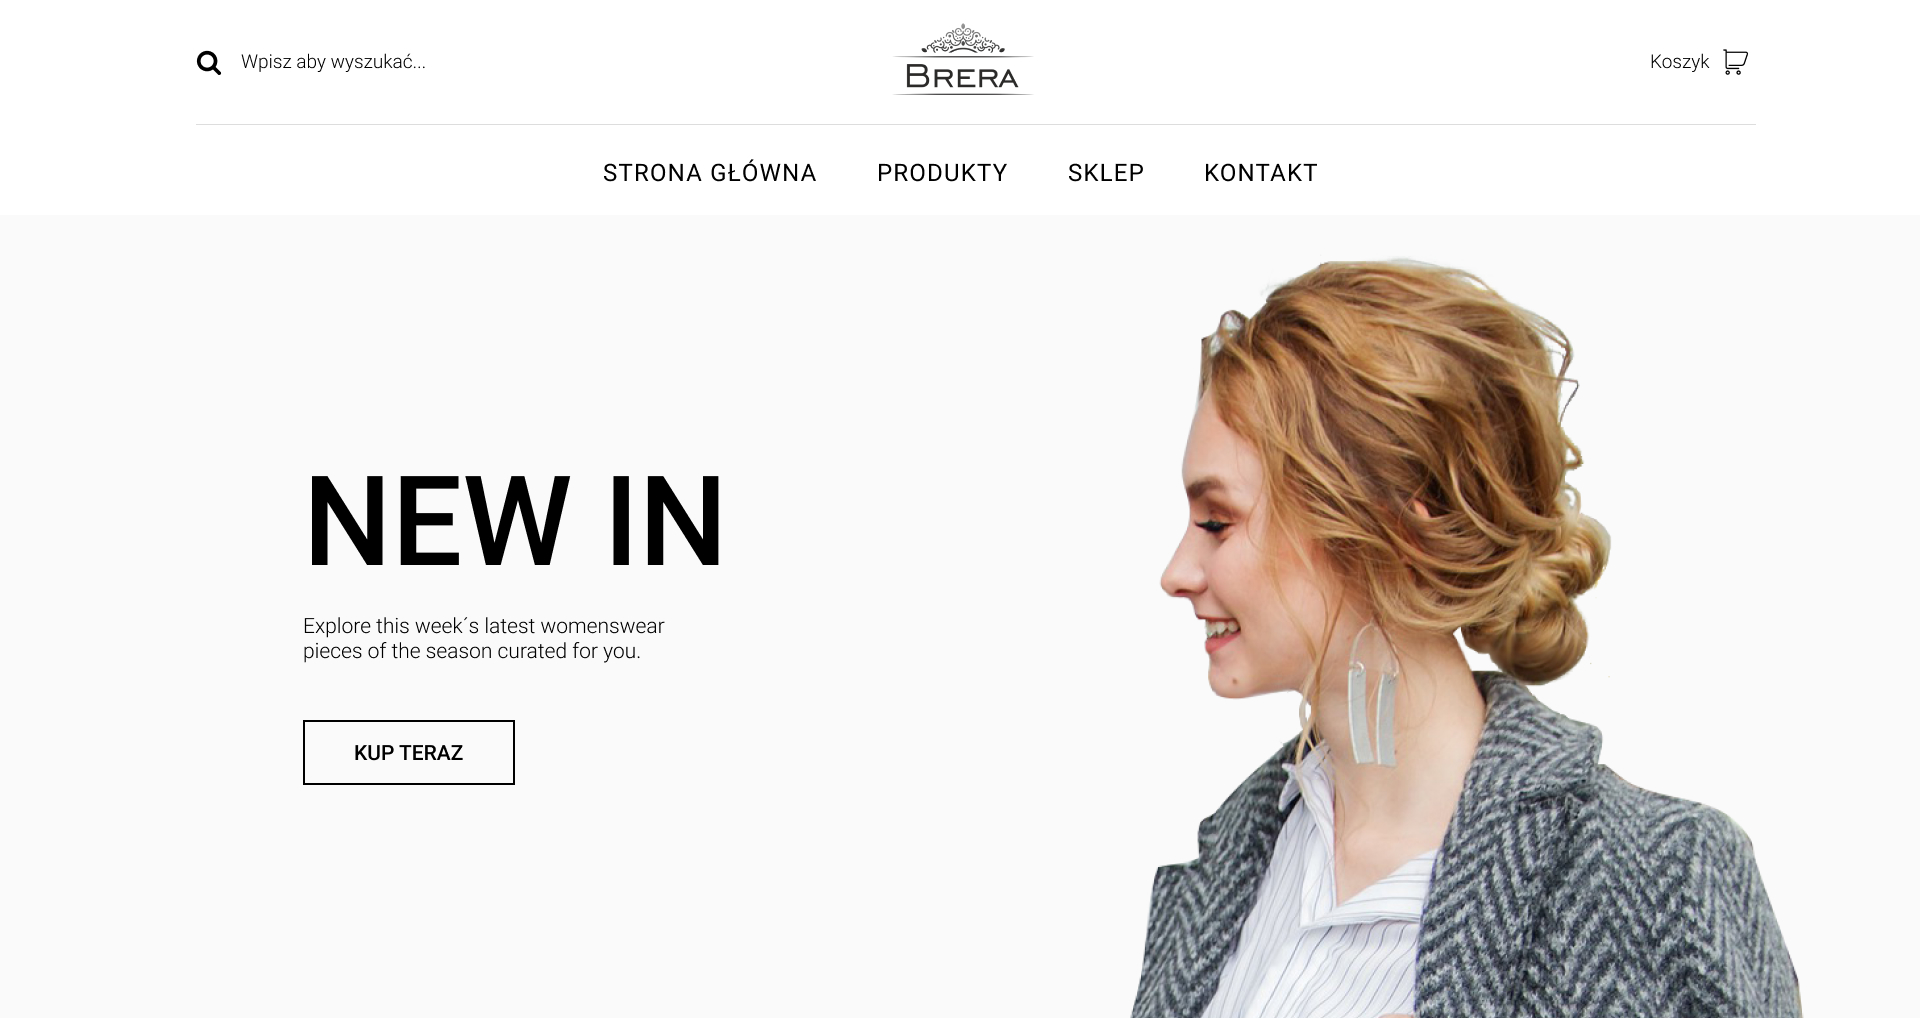 Wpisz aby wyszukać...
BRERA
Koszyk
STRONA GŁÓWNA PRODUKTY SKLEP KONTAKT
NEW IN
Explore this week´s latest womenswear
pieces of the season curated for you.
KUP TERAZ